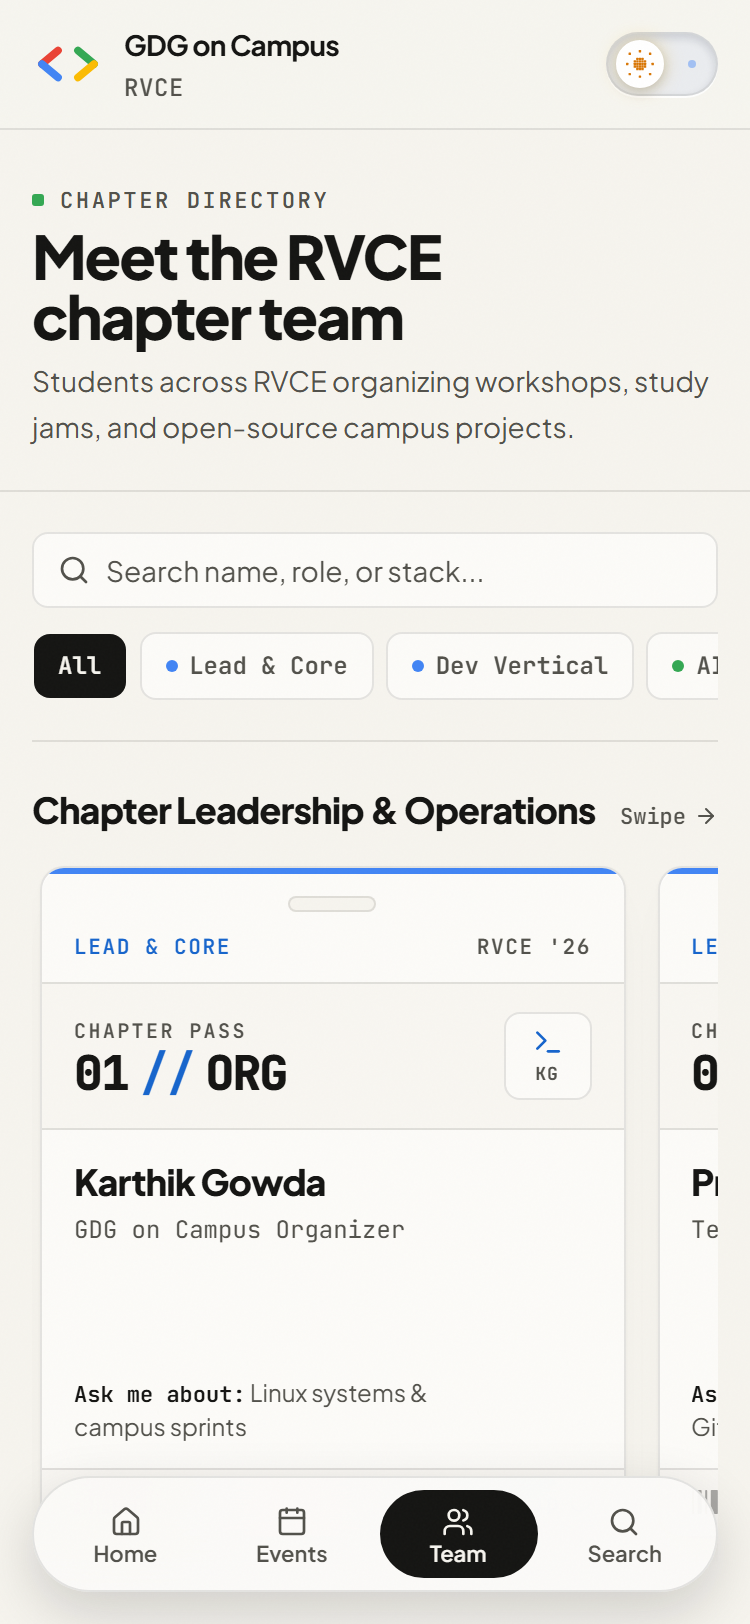 GDG on Campus
RVCE
CHAPTER DIRECTORY
Meet the RVCE
chapter team
Students across RVCE organizing workshops, study
jams, and open-source campus projects.
Search name, role, or stack...
All
Lead & Core
Dev Vertical
Chapter Leadership & Operations
Swipe →
LEAD & CORE
RVCE '26
CHAPTER PASS
01 // ORG
KG
Karthik Gowda
GDG on Campus Organizer
Ask me about: Linux systems &
campus sprints
Home
Events
Team
Search